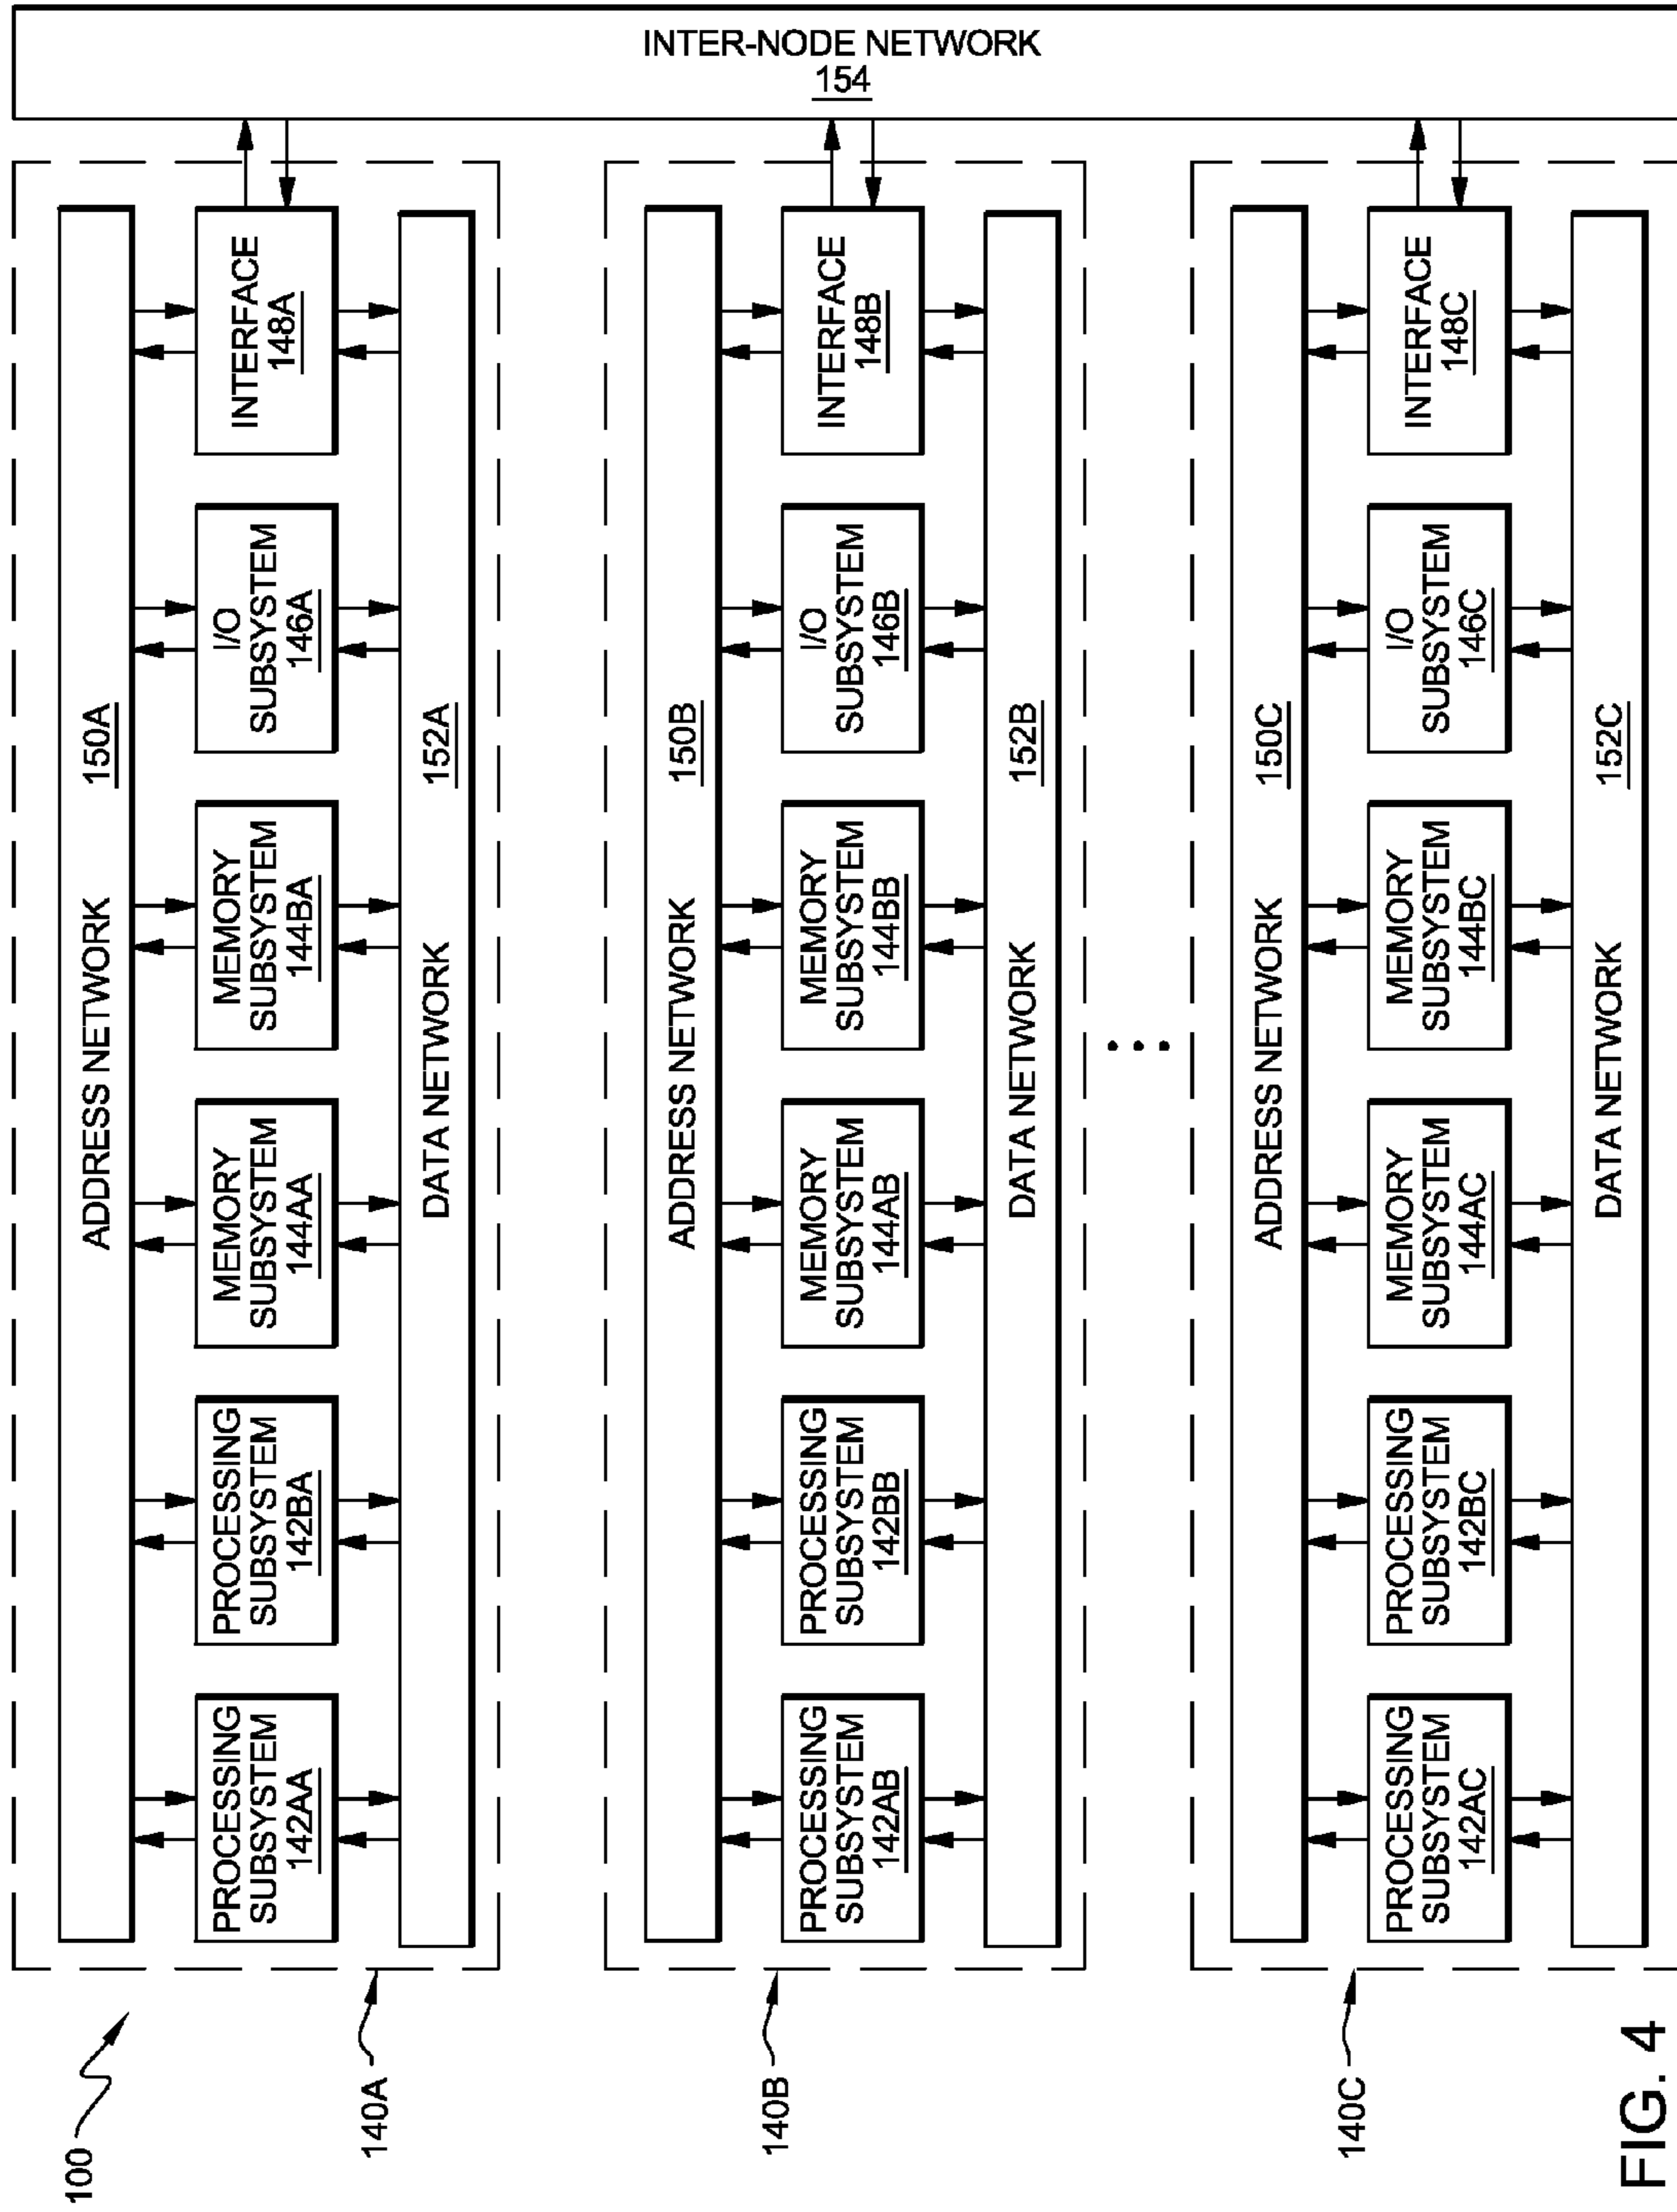 100
140A
ADDRESS NETWORK 150A
PROCESSING
SUBSYSTEM
142AA
PROCESSING
SUBSYSTEM
142BA
MEMORY
SUBSYSTEM
144AA
MEMORY
SUBSYSTEM
144BA
I/O
SUBSYSTEM
146A
INTERFACE
148A
DATA NETWORK 152A
140B
ADDRESS NETWORK 150B
PROCESSING
SUBSYSTEM
142AB
PROCESSING
SUBSYSTEM
142BB
MEMORY
SUBSYSTEM
144AB
MEMORY
SUBSYSTEM
144BB
I/O
SUBSYSTEM
146B
INTERFACE
148B
DATA NETWORK 152B
140C
ADDRESS NETWORK 150C
PROCESSING
SUBSYSTEM
142AC
PROCESSING
SUBSYSTEM
142BC
MEMORY
SUBSYSTEM
144AC
MEMORY
SUBSYSTEM
144BC
I/O
SUBSYSTEM
146C
INTERFACE
148C
DATA NETWORK 152C
INTER-NODE NETWORK
154
FIG. 4